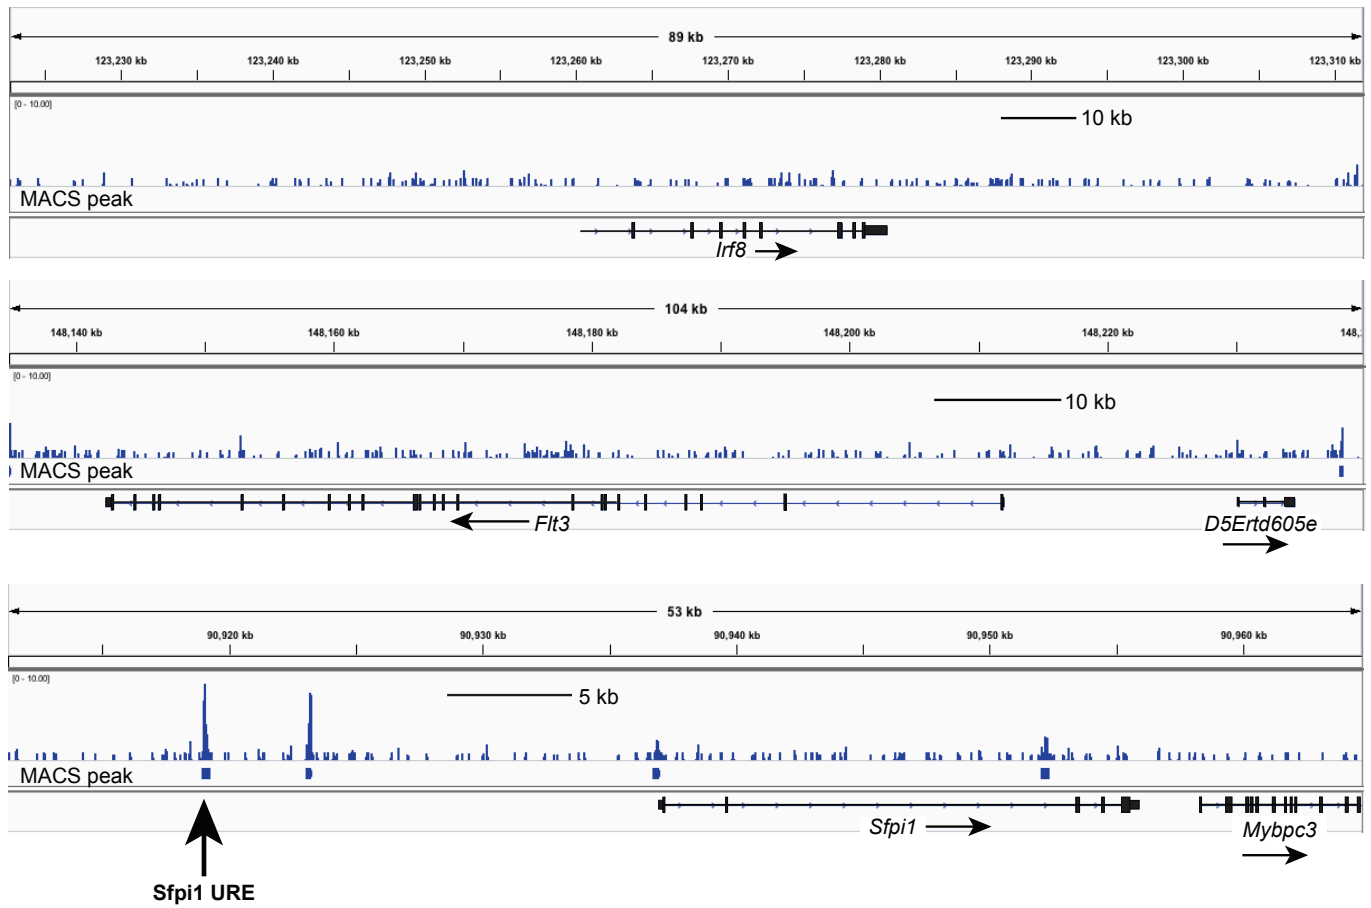 89 kb
123,230 kb 123,240 kb 123,250 kb 123,260 kb 123,270 kb 123,280 kb 123,290 kb 123,300 kb 123,310 kb
[0 - 10.00]
10 kb
MACS peak
Irf8
104 kb
148,140 kb 148,160 kb 148,180 kb 148,200 kb 148,220 kb 148,
[0 - 10.00]
10 kb
MACS peak
Flt3
D5Ertd605e
53 kb
90,920 kb 90,930 kb 90,940 kb 90,950 kb 90,960 kb
[0 - 10.00]
5 kb
MACS peak
Sfpi1
Mybpc3
Sfpi1 URE